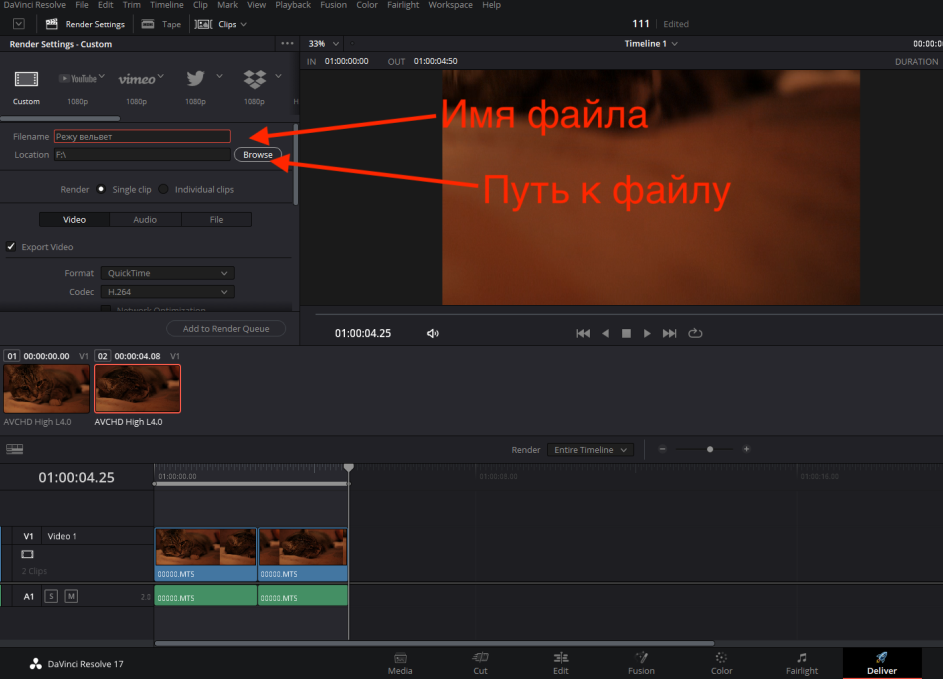 DaVinci Resolve File Edit Trim Timeline Clip Mark View Playback Fusion Color Fairlight Workspace Help
Render Settings Tape Clips 111 Edited
Render Settings - Custom 33% Timeline 1
IN 01:00:00:00 OUT 01:00:04:50 DURATION
YouTube vimeo
Custom 1080p 1080p 1080p 1080p
Имя файла
Filename Режу вельвет
Location F:\ Browse
Путь к файлу
Render Single clip Individual clips
Video Audio File
Export Video
Format QuickTime
Codec H.264
Network Optimization
Add to Render Queue 01:00:04.25
01 00:00:00.00 V1 02 00:00:04.08 V1
AVCHD High L4.0 AVCHD High L4.0
Render Entire Timeline
01:00:04.25 01:00:00.00 01:00:08.00 01:00:16.00
V1 Video 1
2 Clips 00000.MTS 00000.MTS
A1 S M 2.0 00000.MTS 00000.MTS
DaVinci Resolve 17 Media Cut Edit Fusion Color Fairlight Deliver